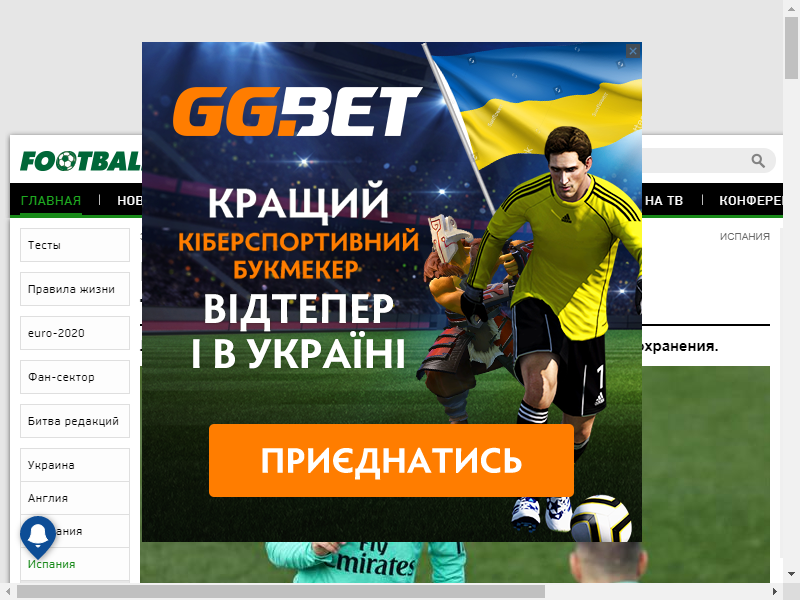 GG.BET
КРАЩИЙ
КІБЕРСПОРТИВНИЙ
БУКМЕКЕР
ВІДТЕПЕР
І В УКРАЇНІ
ПРИЄДНАТИСЬ
1
FOOTBAL
ГЛАВНАЯ
НОВ
НА ТВ
КОНФЕРЕ
ИСПАНИЯ
Тесты
Правила жизни
euro-2020
Фан-сектор
Битва редакций
Украина
Англия
ания
Испания
охранения.
Fly
Emirates